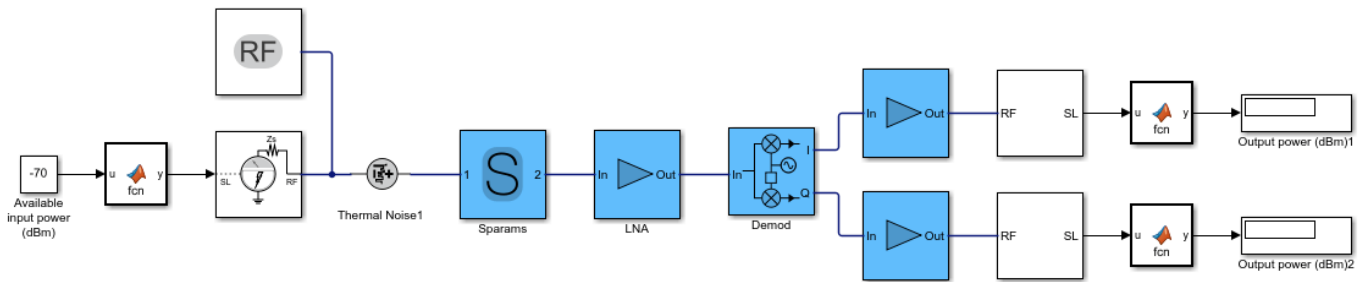 RF
-70
Available
input power
(dBm)
u
fcn
y
SL
Zs
RF
Thermal Noise1
1
S
2
Sparams
In
Out
LNA
In
I
Q
Demod
In
Out
RF
SL
u
fcn
y
Output power (dBm)1
In
Out
RF
SL
u
fcn
y
Output power (dBm)2